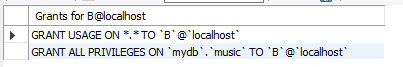 Grants for B@localhost
GRANT USAGE ON *.* TO `B`@`localhost`
GRANT ALL PRIVILEGES ON `mydb`.`music` TO `B`@`localhost`